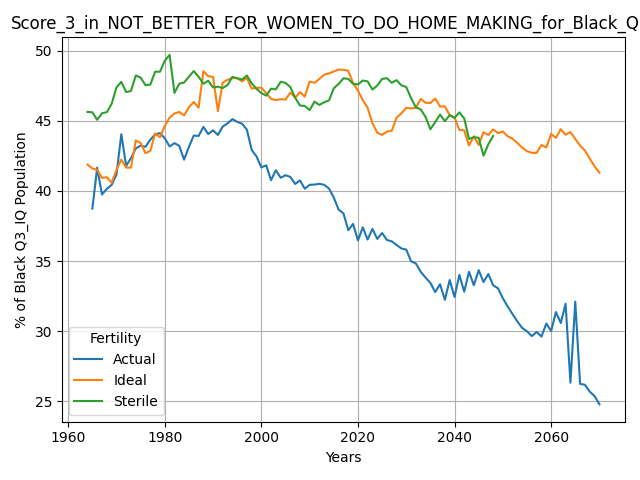 Score_3_in_NOT_BETTER_FOR_WOMEN_TO_DO_HOME_MAKING_for_Black_Q
50
45
40
35
30
25
% of Black Q3_IQ Population
Fertility
Actual
Ideal
Sterile
1960
1980
2000
2020
2040
2060
Years